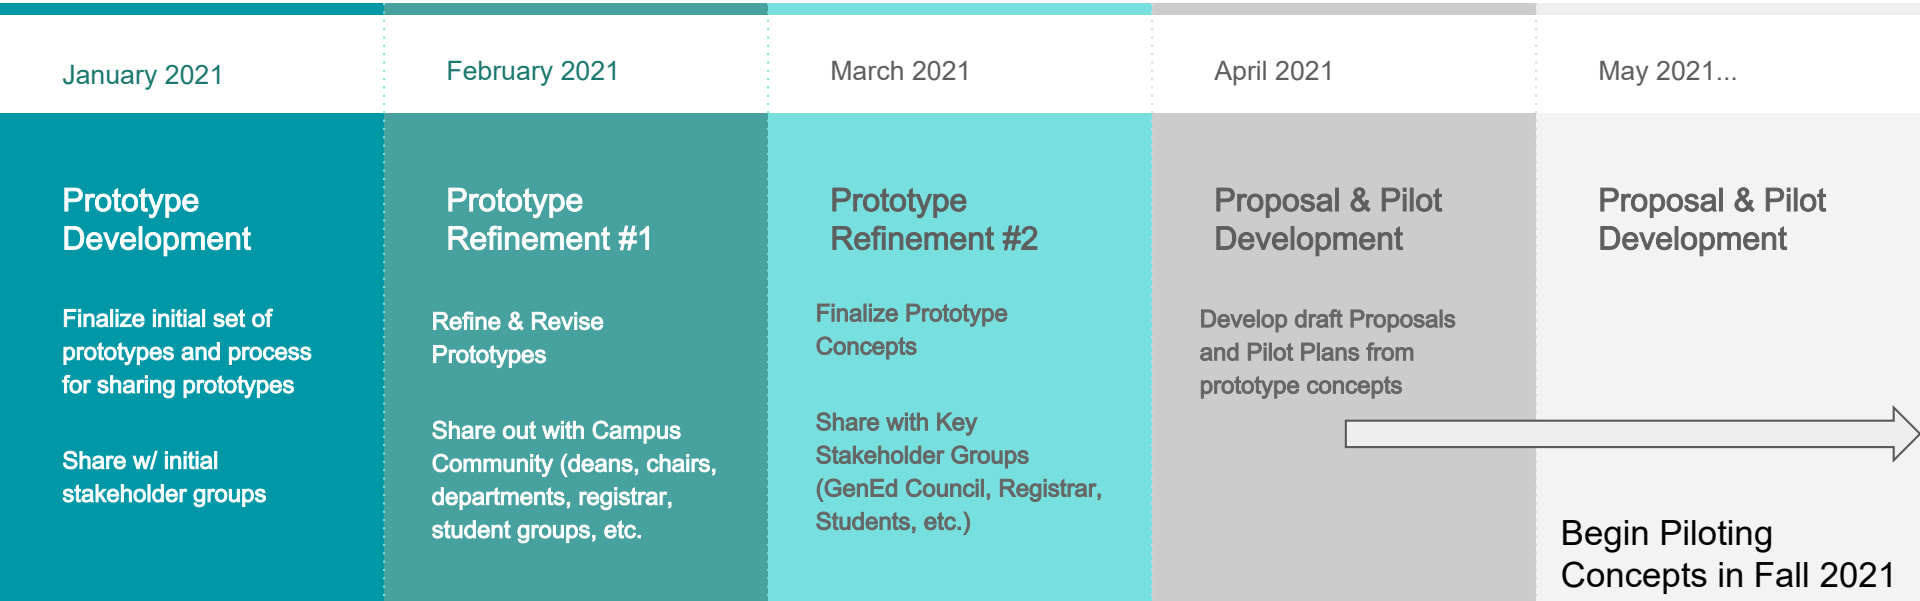 January 2021
February 2021
March 2021
April 2021
May 2021...
Prototype
Development
Finalize initial set of
prototypes and process
for sharing prototypes
Share w/ initial
stakeholder groups
Prototype
Refinement #1
Refine & Revise
Prototypes
Share out with Campus
Community (deans, chairs,
departments, registrar,
student groups, etc.
Prototype
Refinement #2
Finalize Prototype
Concepts
Share with Key
Stakeholder Groups
(GenEd Council, Registrar,
Students, etc.)
Proposal & Pilot
Development
Develop draft Proposals
and Pilot Plans from
prototype concepts
Proposal & Pilot
Development
Begin Piloting
Concepts in Fall 2021